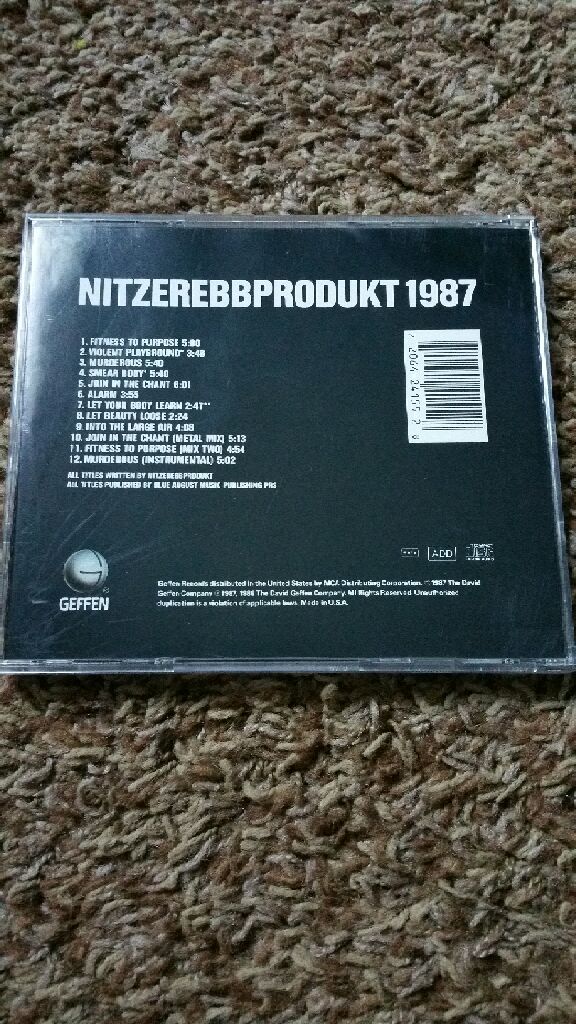 NITZEREBBPRODUKT 1987
1. FITNESS TO PURPOSE 5:00
2. VIOLENT PLAYGROUND* 3:48
3. MURDEROUS 5:40
4. SMEAR BODY* 5:40
5. JOIN IN THE CHANT 6:01
6. ALARM 3:55
7. LET YOUR BODY LEARN 2:47**
8. LET BEAUTY LOOSE 2:24
9. INTO THE LARGE AIR 4:08
10. JOIN IN THE CHANT (METAL MIX) 5:13
11. FITNESS TO PURPOSE (MIX TWO) 4:54
12. MURDEROUS (INSTRUMENTAL) 5:02
ALL TITLES WRITTEN BY NITZEREBBPRODUKT
ALL TITLES PUBLISHED BY BLUE AUGUST MUSIC PUBLISHING PRS
ADD
COMPACT
disc
GEFFEN
®
Geffen Records distributed in the United States by MCA Distributing Corporation. © 1987 The David
Geffen Company ℗ 1987, 1986 The David Geffen Company. All Rights Reserved. Unauthorized
duplication is a violation of applicable laws. Made in U.S.A.